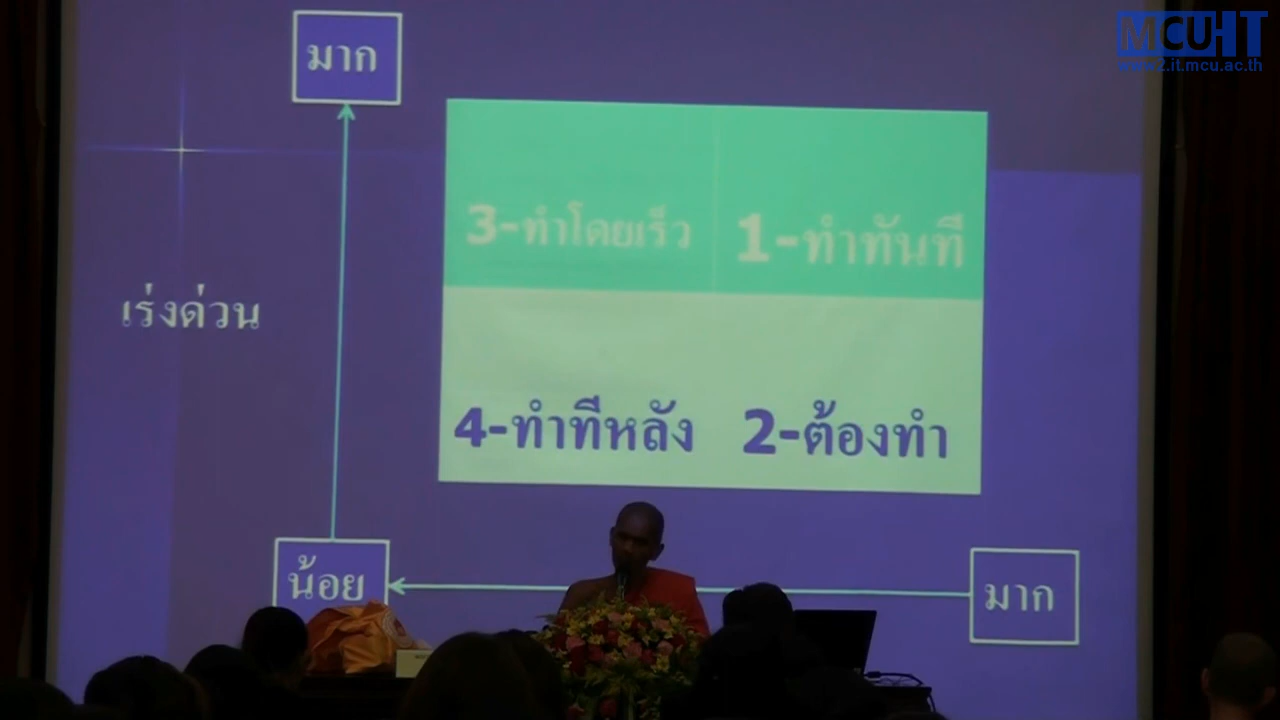 MCU IT
www2.it.mcu.ac.th
มาก
3-ทำโดยเร็ว
1-ทำทันที
เร่งด่วน
4-ทำทีหลัง
2-ต้องทำ
น้อย
มาก